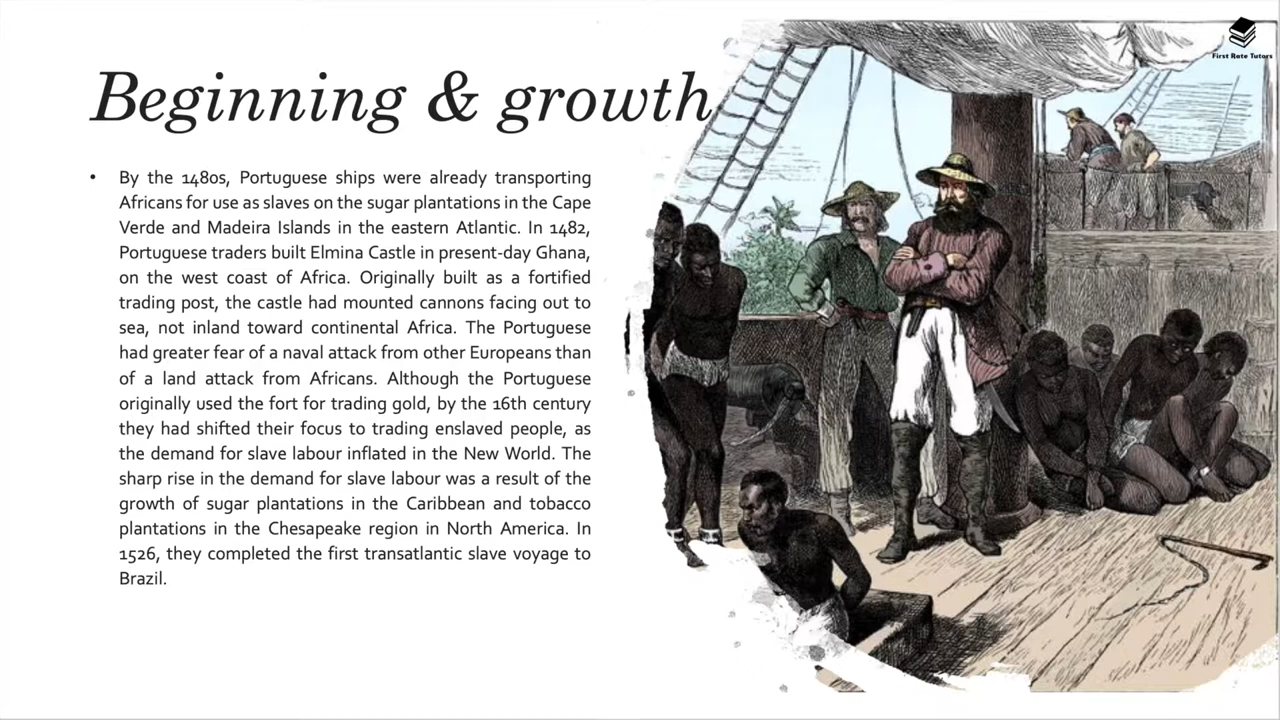 First Rate Tutors
Beginning & growth
• By the 1480s, Portuguese ships were already transporting
Africans for use as slaves on the sugar plantations in the Cape
Verde and Madeira Islands in the eastern Atlantic. In 1482,
Portuguese traders built Elmina Castle in present-day Ghana,
on the west coast of Africa. Originally built as a fortified
trading post, the castle had mounted cannons facing out to
sea, not inland toward continental Africa. The Portuguese
had greater fear of a naval attack from other Europeans than
of a land attack from Africans. Although the Portuguese
originally used the fort for trading gold, by the 16th century
they had shifted their focus to trading enslaved people, as
the demand for slave labour inflated in the New World. The
sharp rise in the demand for slave labour was a result of the
growth of sugar plantations in the Caribbean and tobacco
plantations in the Chesapeake region in North America. In
1526, they completed the first transatlantic slave voyage to
Brazil.